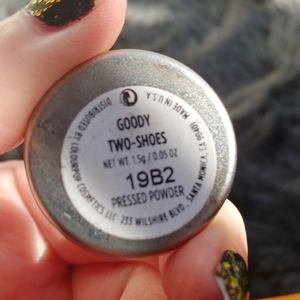 GOODY
TWO-SHOES
NET WT. 1.5g / 0.05 OZ
19B2
PRESSED POWDER
DISTRIBUTED BY COLOURPOP COSMETICS LLC 233 WILSHIRE BLVD., SANTA MONICA, CA 90401 MADE IN U.S.A.